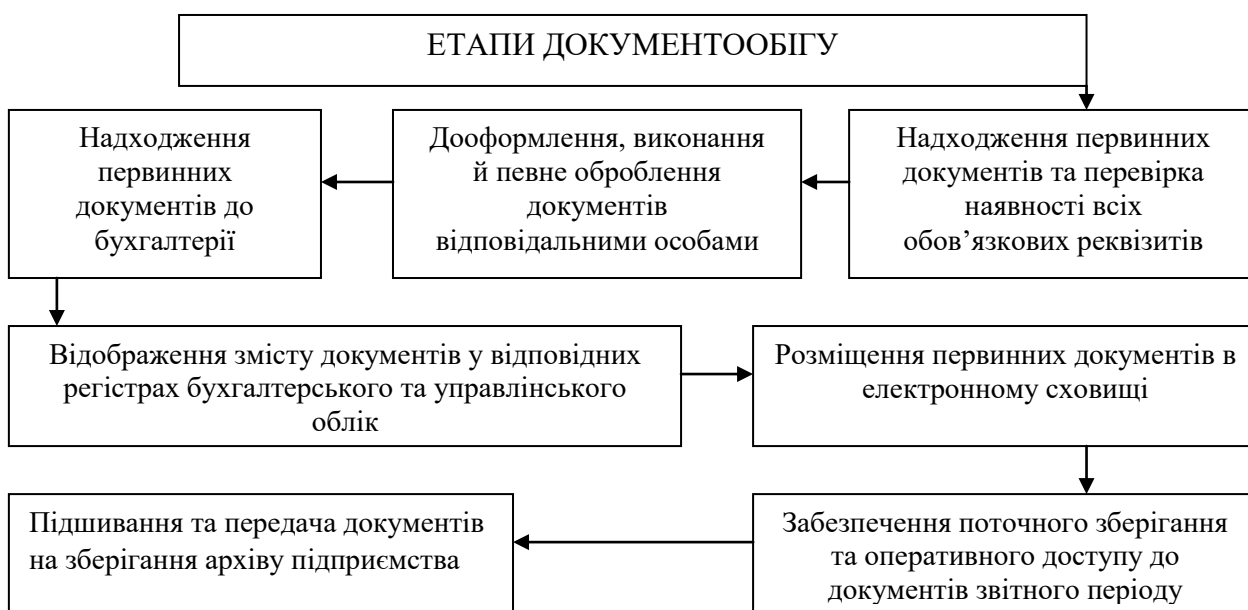 ЕТАПИ ДОКУМЕНТООБІГУ
Надходження
первинних
документів до
бухгалтерії
Дооформлення, виконання
й певне оброблення
документів
відповідальними особами
Надходження первинних
документів та перевірка
наявності всіх
обов’язкових реквізитів
Відображення змісту документів у відповідних
регістрах бухгалтерського та управлінського
облік
Розміщення первинних документів в
електронному сховищі
Підшивання та передача документів
на зберігання архіву підприємства
Забезпечення поточного зберігання
та оперативного доступу до
документів звітного періоду